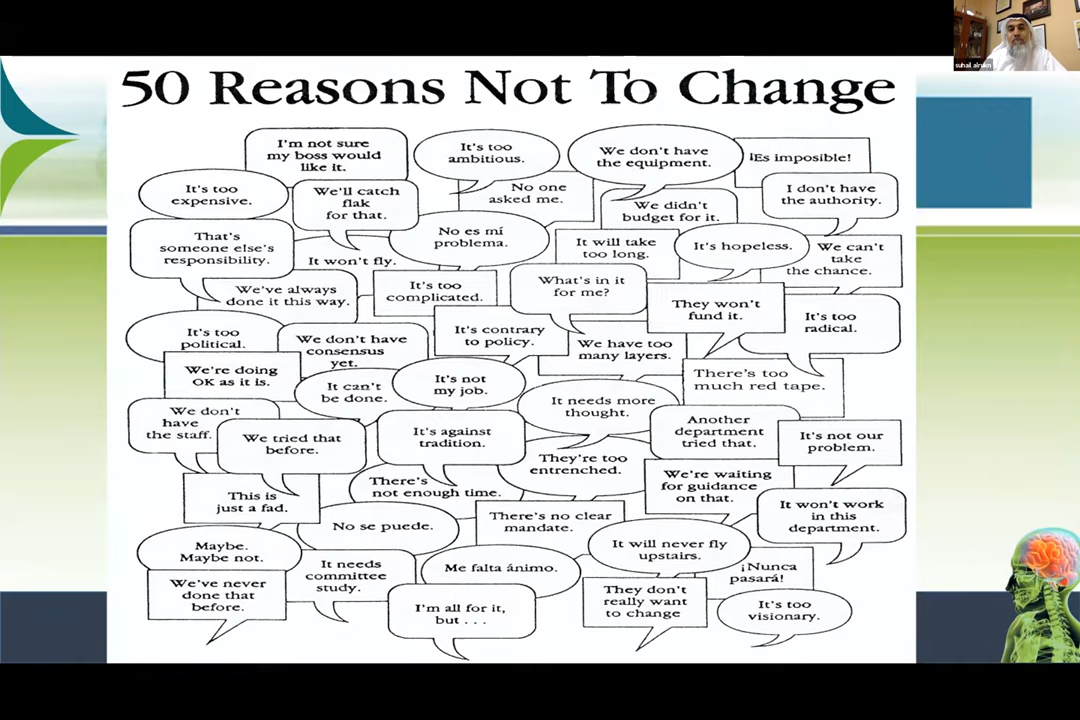 suhail alrukn
50 Reasons Not To Change
I'm not sure
my boss would
like it.
It's too
ambitious.
We don't have
the equipment.
¡Es imposible!
It's too
expensive.
We'll catch
flak
for that.
No one
asked me.
We didn't
budget for it.
I don't have
the authority.
That's
someone else's
responsibility.
It won't fly.
No es mí
problema.
It will take
too long.
It's hopeless.
We can't
take
the chance.
We've always
done it this way.
It's too
complicated.
What's in it
for me?
They won't
fund it.
It's too
radical.
It's too
political.
We don't have
consensus
yet.
It's contrary
to policy.
We have too
many layers.
We're doing
OK as it is.
It can't
be done.
It's not
my job.
It needs more
thought.
There's too
much red tape.
We don't
have
the staff.
We tried that
before.
It's against
tradition.
They're too
entrenched.
Another
department
tried that.
It's not our
problem.
This is
just a fad.
There's
not enough time.
We're waiting
for guidance
on that.
It won't work
in this
department.
No se puede.
There's no clear
mandate.
Maybe.
Maybe not.
It needs
committee
study.
Me falta ánimo.
It will never fly
upstairs.
¡Nunca
pasará!
We've never
done that
before.
I'm all for it,
but . . .
They don't
really want
to change
It's too
visionary.